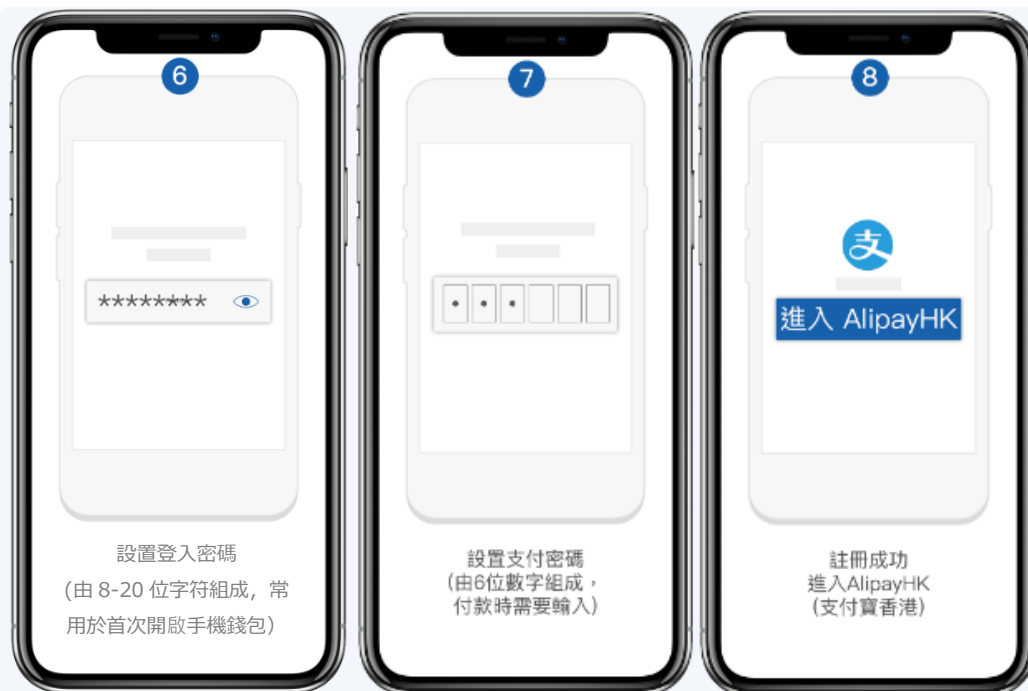 6
********
設置登入密碼
(由 8-20 位字符組成，常
用於首次開啟手機錢包)
7
設置支付密碼
(由6位數字組成，
付款時需要輸入)
8
支
進入 AlipayHK
註冊成功
進入AlipayHK
(支付寶香港)